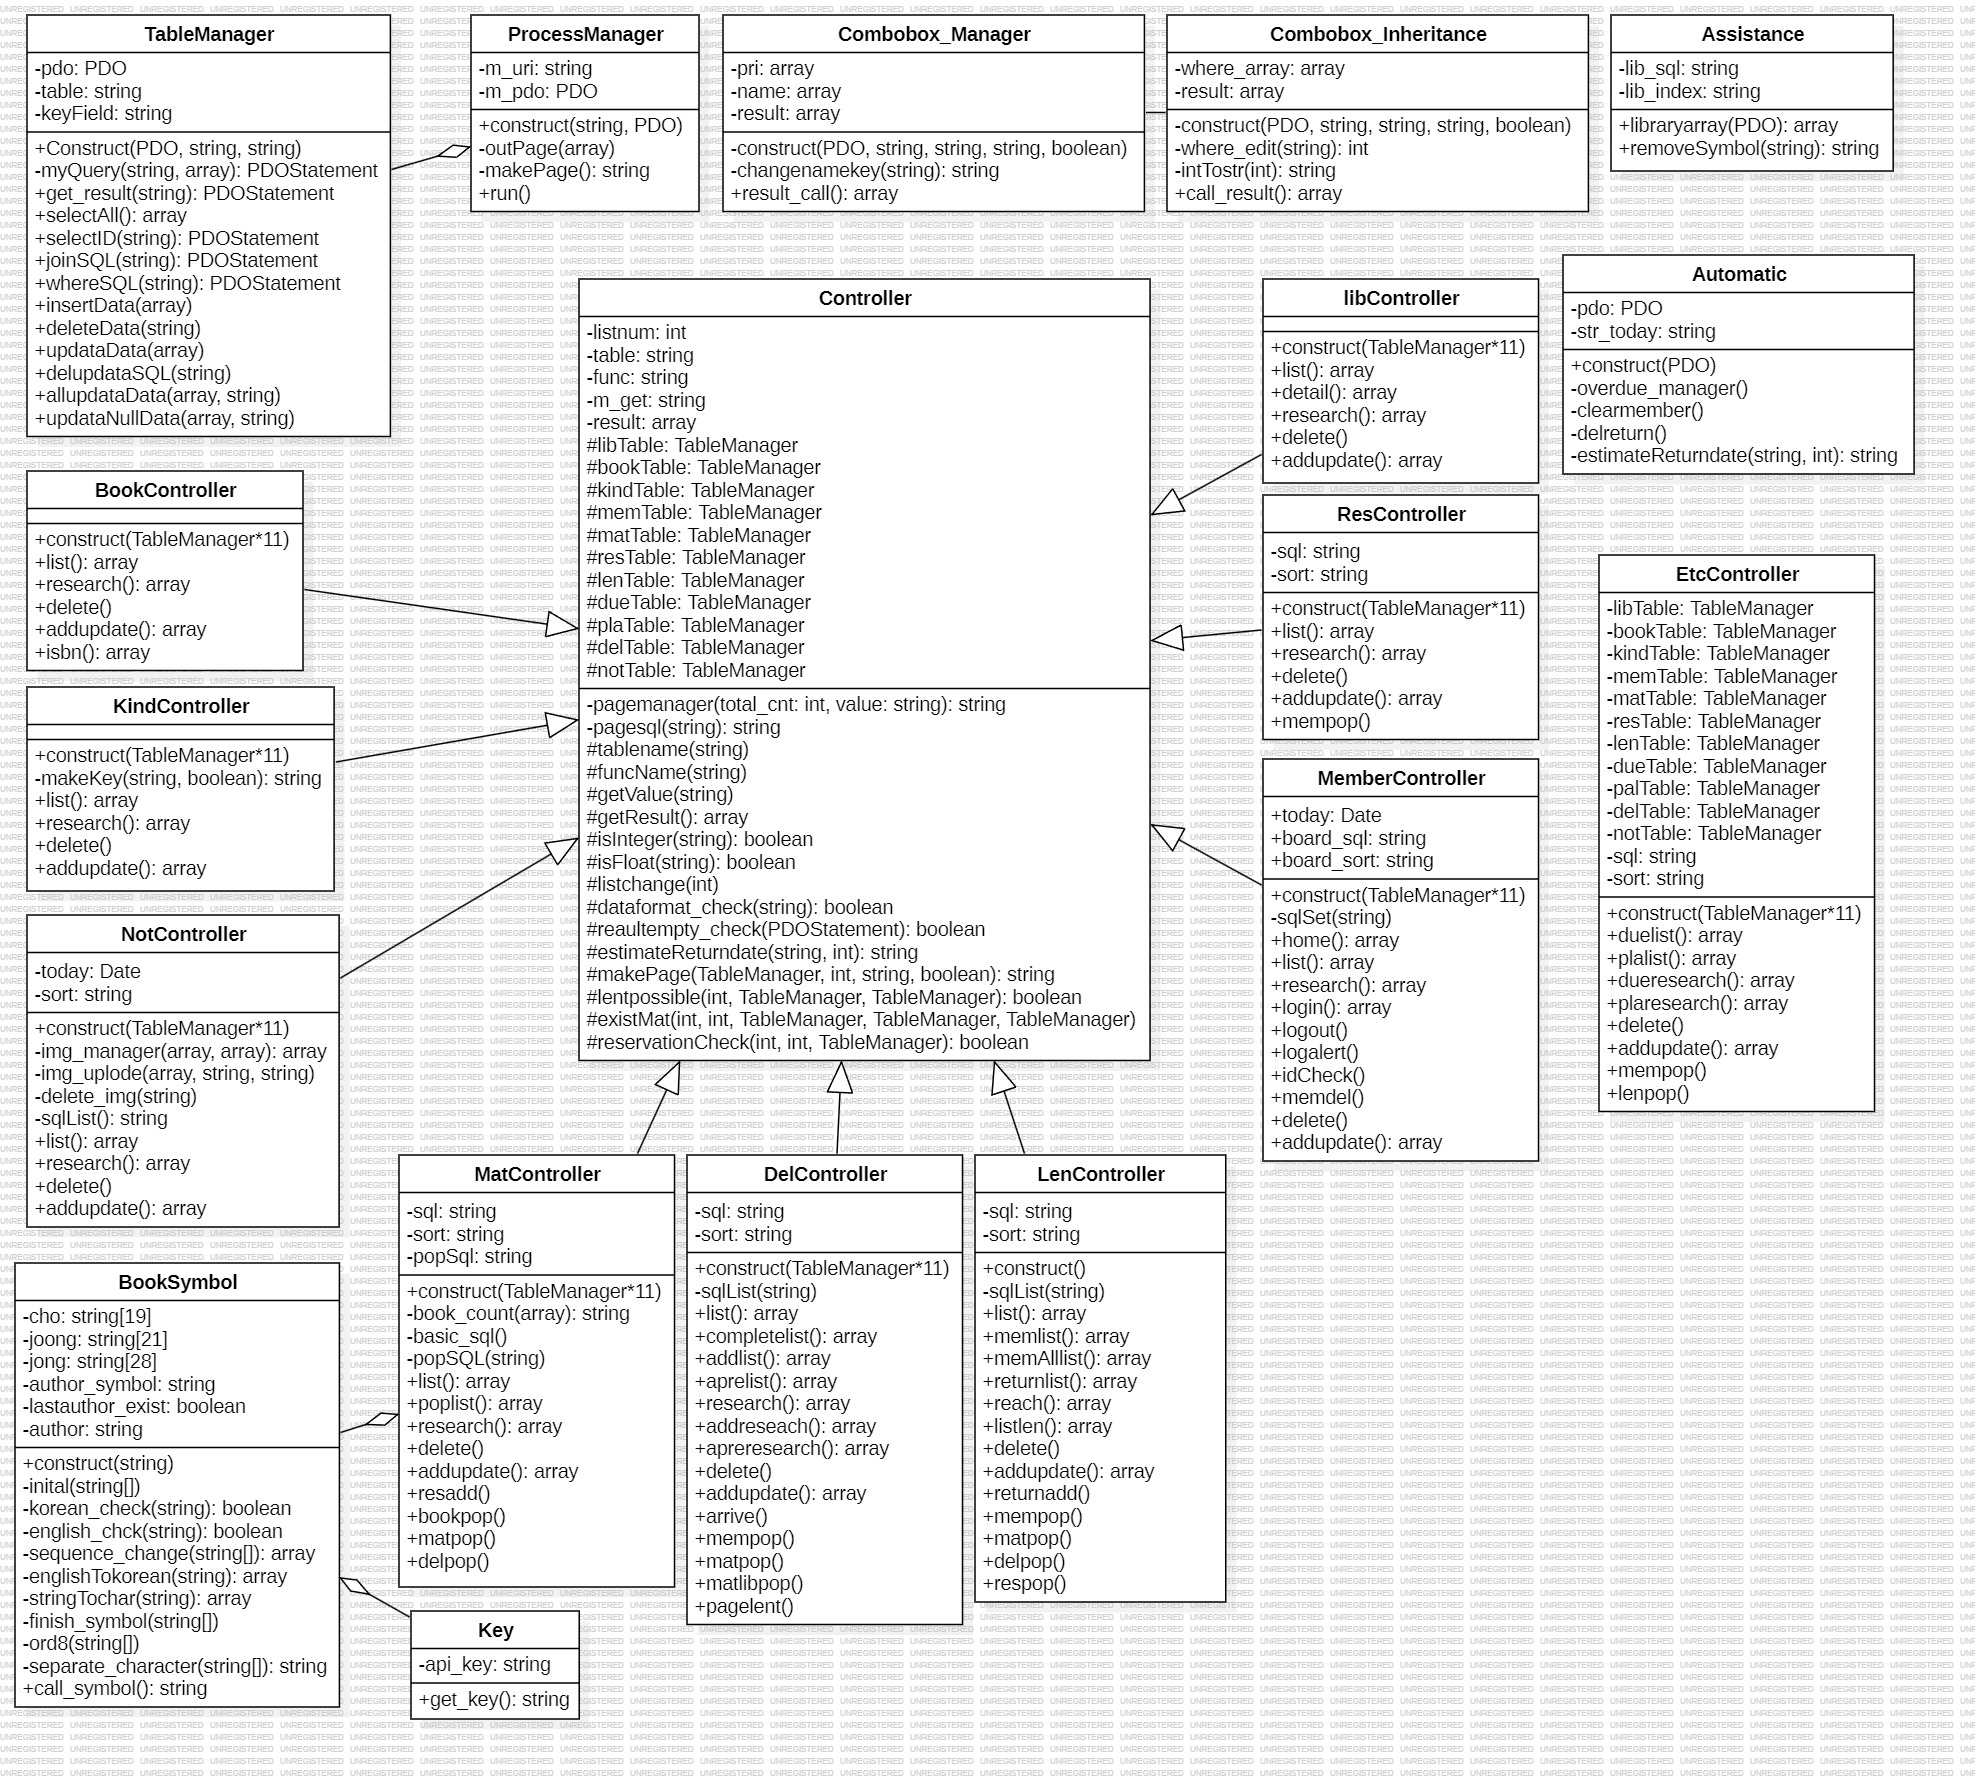 TableManager
-pdo: PDO
-table: string
-keyField: string
+Construct(PDO, string, string)
-myQuery(string, array): PDOStatement
+get_result(string): PDOStatement
+selectAll(): array
+selectID(string): PDOStatement
+joinSQL(string): PDOStatement
+whereSQL(string): PDOStatement
+insertData(array)
+deleteData(string)
+updataData(array)
+delupdataSQL(string)
+allupdataData(array, string)
+updataNullData(array, string)
ProcessManager
-m_uri: string
-m_pdo: PDO
+construct(string, PDO)
-outPage(array)
-makePage(): string
+run()
Combobox_Manager
-pri: array
-name: array
-result: array
-construct(PDO, string, string, string, boolean)
-changenamekey(string): string
+result_call(): array
Combobox_Inheritance
-where_array: array
-result: array
-construct(PDO, string, string, string, boolean)
-where_edit(string): int
-intTostr(int): string
+call_result(): array
Assistance
-lib_sql: string
-lib_index: string
+libraryarray(PDO): array
+removeSymbol(string): string
Controller
-listnum: int
-table: string
-func: string
-m_get: string
-result: array
#libTable: TableManager
#bookTable: TableManager
#kindTable: TableManager
#memTable: TableManager
#matTable: TableManager
#resTable: TableManager
#lenTable: TableManager
#dueTable: TableManager
#plaTable: TableManager
#delTable: TableManager
#notTable: TableManager
-pagemanager(total_cnt: int, value: string): string
-pagesql(string): string
#tablename(string)
#funcName(string)
#getValue(string)
#getResult(): array
#isInteger(string): boolean
#isFloat(string): boolean
#listchange(int)
#dataformat_check(string): boolean
#reaultempty_check(PDOStatement): boolean
#estimateReturndate(string, int): string
#makePage(TableManager, int, string, boolean): string
#lentpossible(int, TableManager, TableManager): boolean
#existMat(int, int, TableManager, TableManager, TableManager)
#reservationCheck(int, int, TableManager): boolean
libController
+construct(TableManager*11)
+list(): array
+detail(): array
+research(): array
+delete()
+addupdate(): array
Automatic
-pdo: PDO
-str_today: string
+construct(PDO)
-overdue_manager()
-clearmember()
-delreturn()
-estimateReturndate(string, int): string
BookController
+construct(TableManager*11)
+list(): array
+research(): array
+delete()
+addupdate(): array
+isbn(): array
ResController
-sql: string
-sort: string
+construct(TableManager*11)
+list(): array
+research(): array
+delete()
+addupdate(): array
+mempop()
EtcController
-libTable: TableManager
-bookTable: TableManager
-kindTable: TableManager
-memTable: TableManager
-matTable: TableManager
-resTable: TableManager
-lenTable: TableManager
-dueTable: TableManager
-palTable: TableManager
-delTable: TableManager
-notTable: TableManager
-sql: string
-sort: string
+construct(TableManager*11)
+duelist(): array
+plalist(): array
+dueresearch(): array
+plaresearch(): array
+delete()
+addupdate(): array
+mempop()
+lenpop()
KindController
+construct(TableManager*11)
-makeKey(string, boolean): string
+list(): array
+research(): array
+delete()
+addupdate(): array
MemberController
+today: Date
+board_sql: string
+board_sort: string
+construct(TableManager*11)
-sqlSet(string)
+home(): array
+list(): array
+research(): array
+login(): array
+logout()
+logalert()
+idCheck()
+memdel()
+delete()
+addupdate(): array
NotController
-today: Date
-sort: string
+construct(TableManager*11)
-img_manager(array, array): array
-img_uplode(array, string, string)
-delete_img(string)
-sqlList(): string
+list(): array
+research(): array
+delete()
+addupdate(): array
MatController
-sql: string
-sort: string
-popSql: string
+construct(TableManager*11)
-book_count(array): string
-basic_sql()
-popSQL(string)
+list(): array
+poplist(): array
+research(): array
+delete()
+addupdate(): array
+resadd()
+bookpop()
+matpop()
+delpop()
DelController
-sql: string
-sort: string
+construct(TableManager*11)
-sqlList(string)
+list(): array
+completelist(): array
+addlist(): array
+aprelist(): array
+research(): array
+addreseach(): array
+apreresearch(): array
+delete()
+addupdate(): array
+arrive()
+mempop()
+matpop()
+matlibpop()
+pagelent()
LenController
-sql: string
-sort: string
+construct()
-sqlList(string)
+list(): array
+memlist(): array
+memAlllist(): array
+returnlist(): array
+reach(): array
+listlen(): array
+delete()
+addupdate(): array
+returnadd()
+mempop()
+matpop()
+delpop()
+respop()
BookSymbol
-cho: string[19]
-joong: string[21]
-jong: string[28]
-author_symbol: string
-lastauthor_exist: boolean
-author: string
+construct(string)
-inital(string[])
-korean_check(string): boolean
-english_chck(string): boolean
-sequence_change(string[]): array
-englishTokorean(string): array
-stringTochar(string): array
-finish_symbol(string[])
-ord8(string[])
-separate_character(string[]): string
+call_symbol(): string
Key
-api_key: string
+get_key(): string